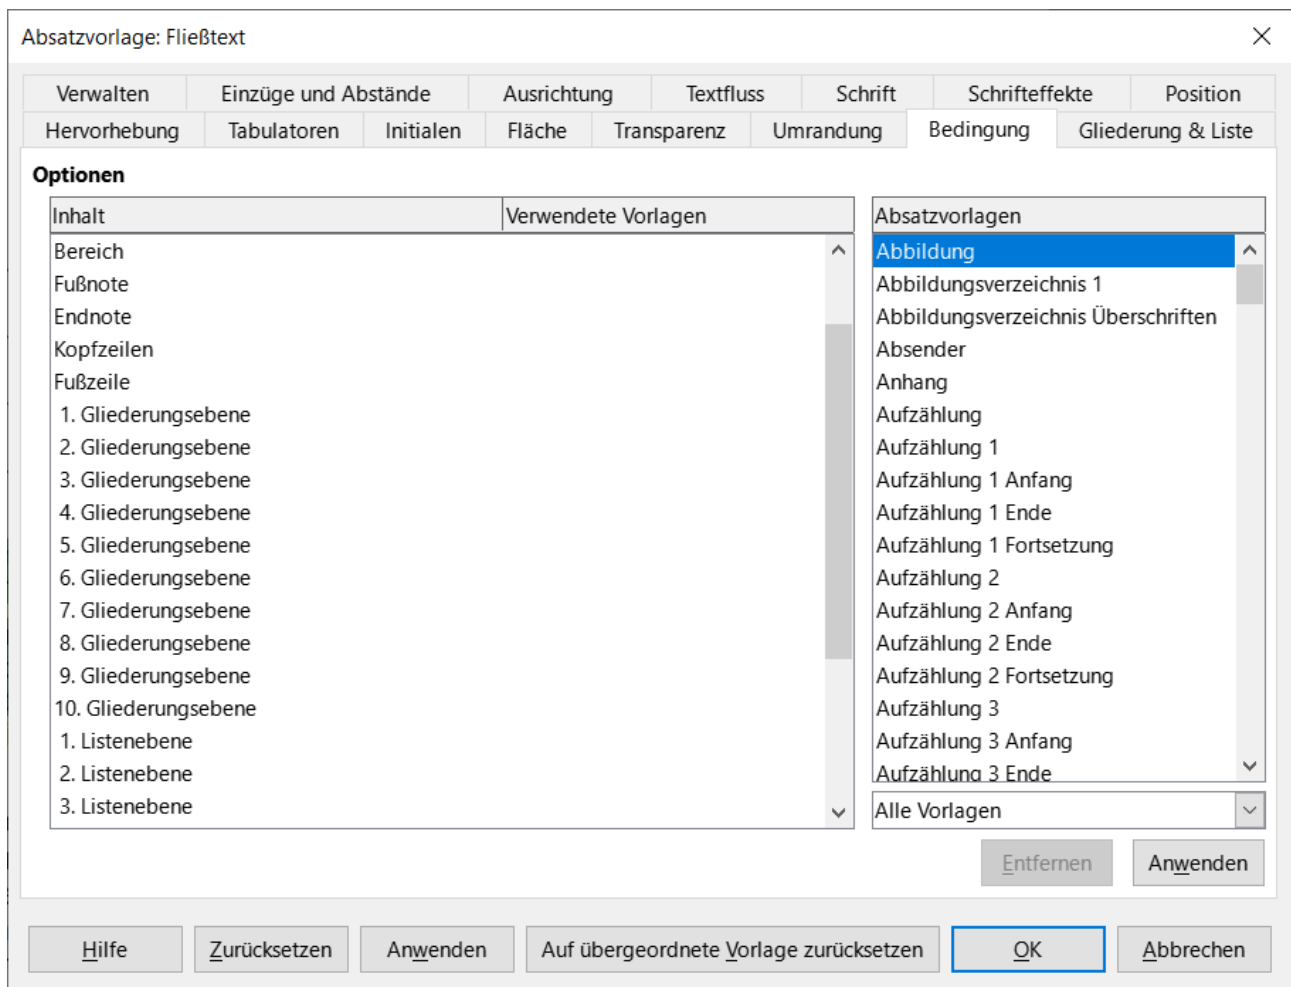 Absatzvorlage: Fließtext
Verwalten Einzüge und Abstände Ausrichtung Textfluss Schrift Schrifteffekte Position
Hervorhebung Tabulatoren Initialen Fläche Transparenz Umrandung Bedingung Gliederung & Liste
Optionen
Inhalt Verwendete Vorlagen
Bereich
Fußnote
Endnote
Kopfzeilen
Fußzeile
1. Gliederungsebene
2. Gliederungsebene
3. Gliederungsebene
4. Gliederungsebene
5. Gliederungsebene
6. Gliederungsebene
7. Gliederungsebene
8. Gliederungsebene
9. Gliederungsebene
10. Gliederungsebene
1. Listenebene
2. Listenebene
3. Listenebene
Absatzvorlagen
Abbildung
Abbildungsverzeichnis 1
Abbildungsverzeichnis Überschriften
Absender
Anhang
Aufzählung
Aufzählung 1
Aufzählung 1 Anfang
Aufzählung 1 Ende
Aufzählung 1 Fortsetzung
Aufzählung 2
Aufzählung 2 Anfang
Aufzählung 2 Ende
Aufzählung 2 Fortsetzung
Aufzählung 3
Aufzählung 3 Anfang
Aufzählung 3 Ende
Alle Vorlagen
Entfernen Anwenden
Hilfe Zurücksetzen Anwenden Auf übergeordnete Vorlage zurücksetzen OK Abbrechen